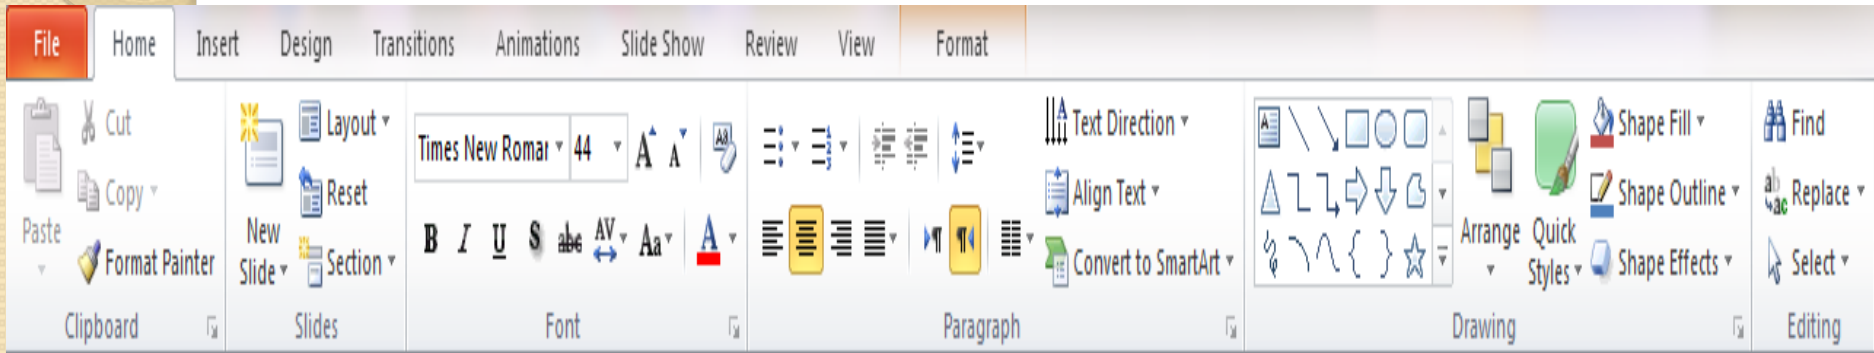 File Home Insert Design Transitions Animations Slide Show Review View Format
Cut Layout Times New Romar 44 A A Aa Text Direction Shape Fill Find
Copy Reset Align Text Shape Outline Replace
Paste New B I U S abc AV Aa A Arrange Quick
Format Painter Slide Section Convert to SmartArt Styles Shape Effects Select
Clipboard Slides Font Paragraph Drawing Editing